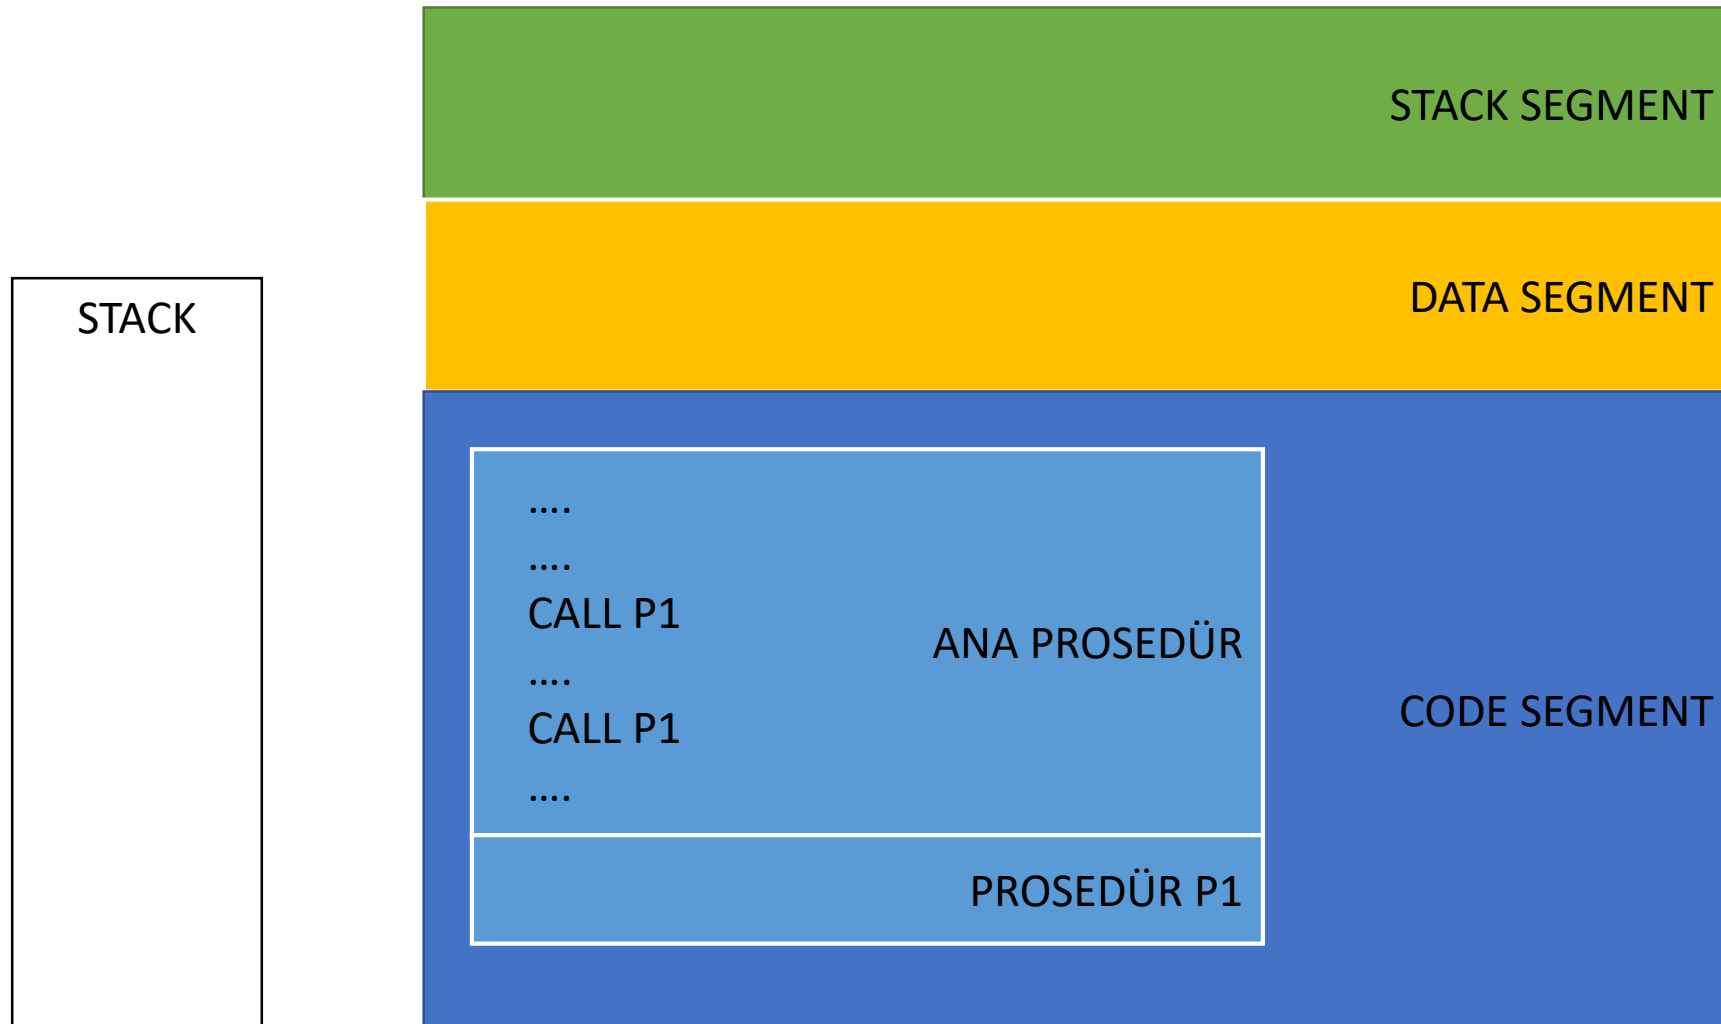 STACK SEGMENT
DATA SEGMENT
STACK
....
....
CALL P1
ANA PROSEDÜR
....
CALL P1
CODE SEGMENT
....
PROSEDÜR P1